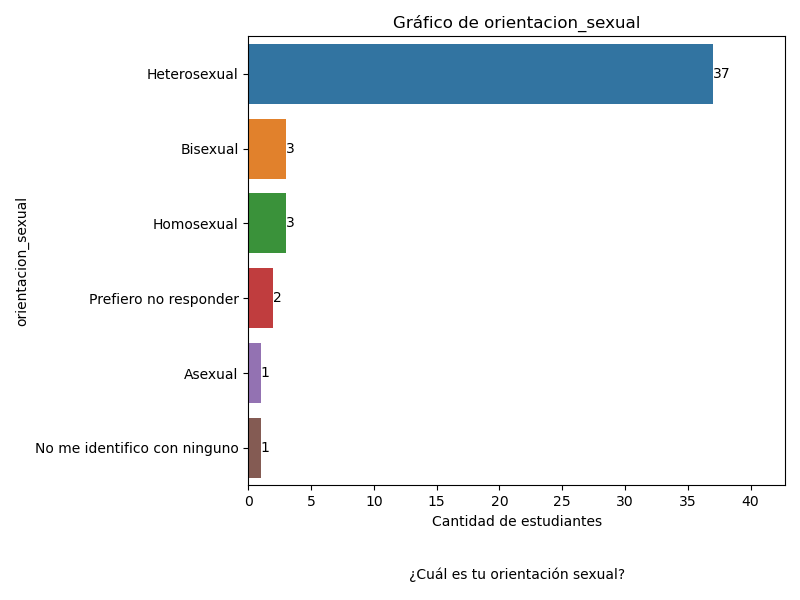 Gráfico de orientacion_sexual
orientacion_sexual
Heterosexual 37
Bisexual 3
Homosexual 3
Prefiero no responder 2
Asexual 1
No me identifico con ninguno 1
0 5 10 15 20 25 30 35 40
Cantidad de estudiantes
¿Cuál es tu orientación sexual?